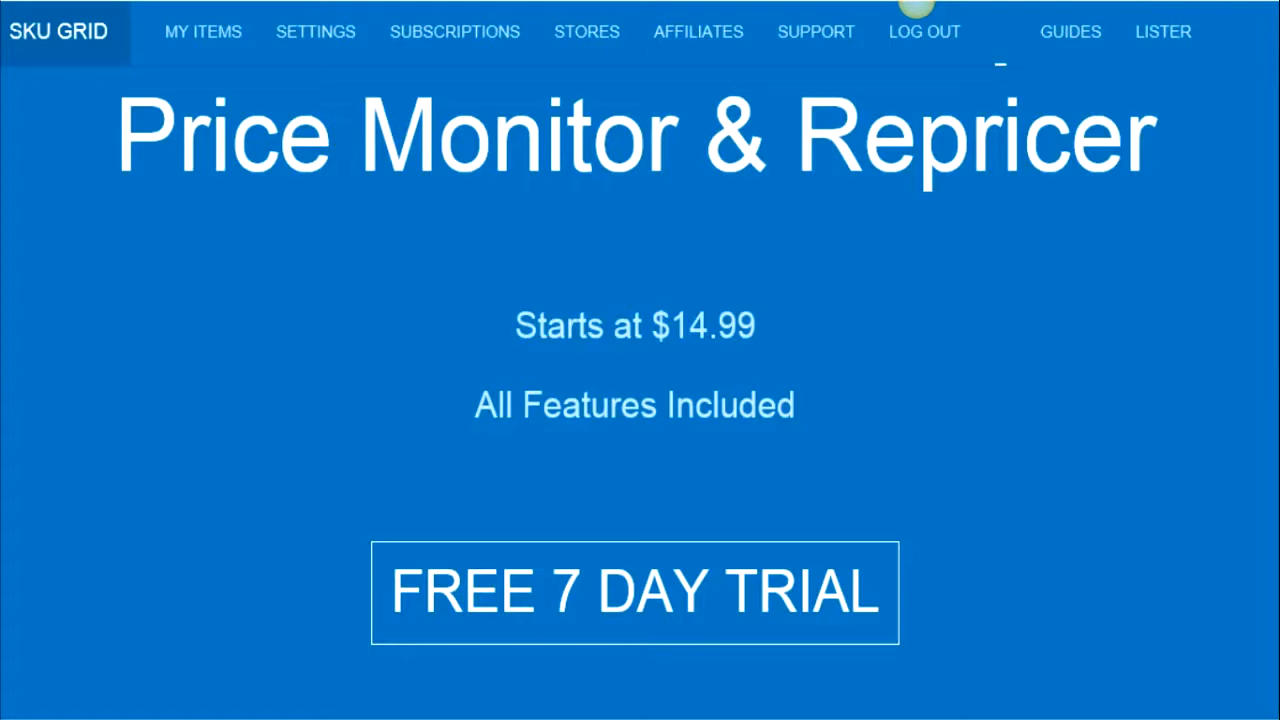 SKU GRID MY ITEMS SETTINGS SUBSCRIPTIONS STORES AFFILIATES SUPPORT LOG OUT GUIDES LISTER
Price Monitor & Repricer
Starts at $14.99
All Features Included
FREE 7 DAY TRIAL